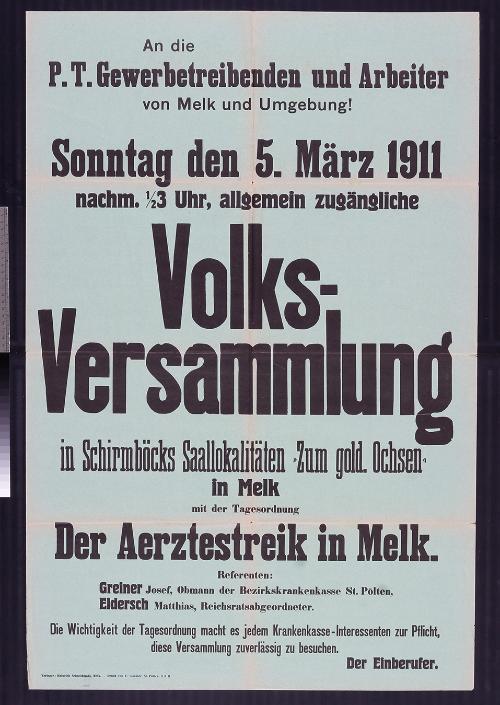 An die
P. T. Gewerbetreibenden und Arbeiter
von Melk und Umgebung!
Sonntag den 5. März 1911
nachm. ½3 Uhr, allgemein zugängliche
Volks-
Versammlung
in Schirmböcks Saallokalitäten „Zum gold. Ochsen“
in Melk
mit der Tagesordnung
Der Aerztestreik in Melk.
Referenten:
Greiner Josef, Obmann der Bezirkskrankenkasse St. Pölten,
Eldersch Matthias, Reichsratsabgeordneter.
Die Wichtigkeit der Tagesordnung macht es jedem Krankenkasse-Interessenten zur Pflicht,
diese Versammlung zuverlässig zu besuchen.
Der Einberufer.